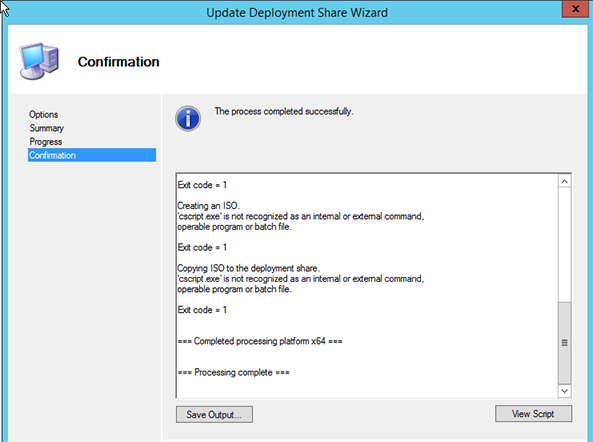 Update Deployment Share Wizard
x
Confirmation
Options
Summary
Progress
Confirmation
The process completed successfully.
Exit code = 1
Creating an ISO.
'cscript.exe' is not recognized as an internal or external command,
operable program or batch file.
Exit code = 1
Copying ISO to the deployment share.
'cscript.exe' is not recognized as an internal or external command,
operable program or batch file.
Exit code = 1
=== Completed processing platform x64 ===
=== Processing complete ===
Save Output...
View Script